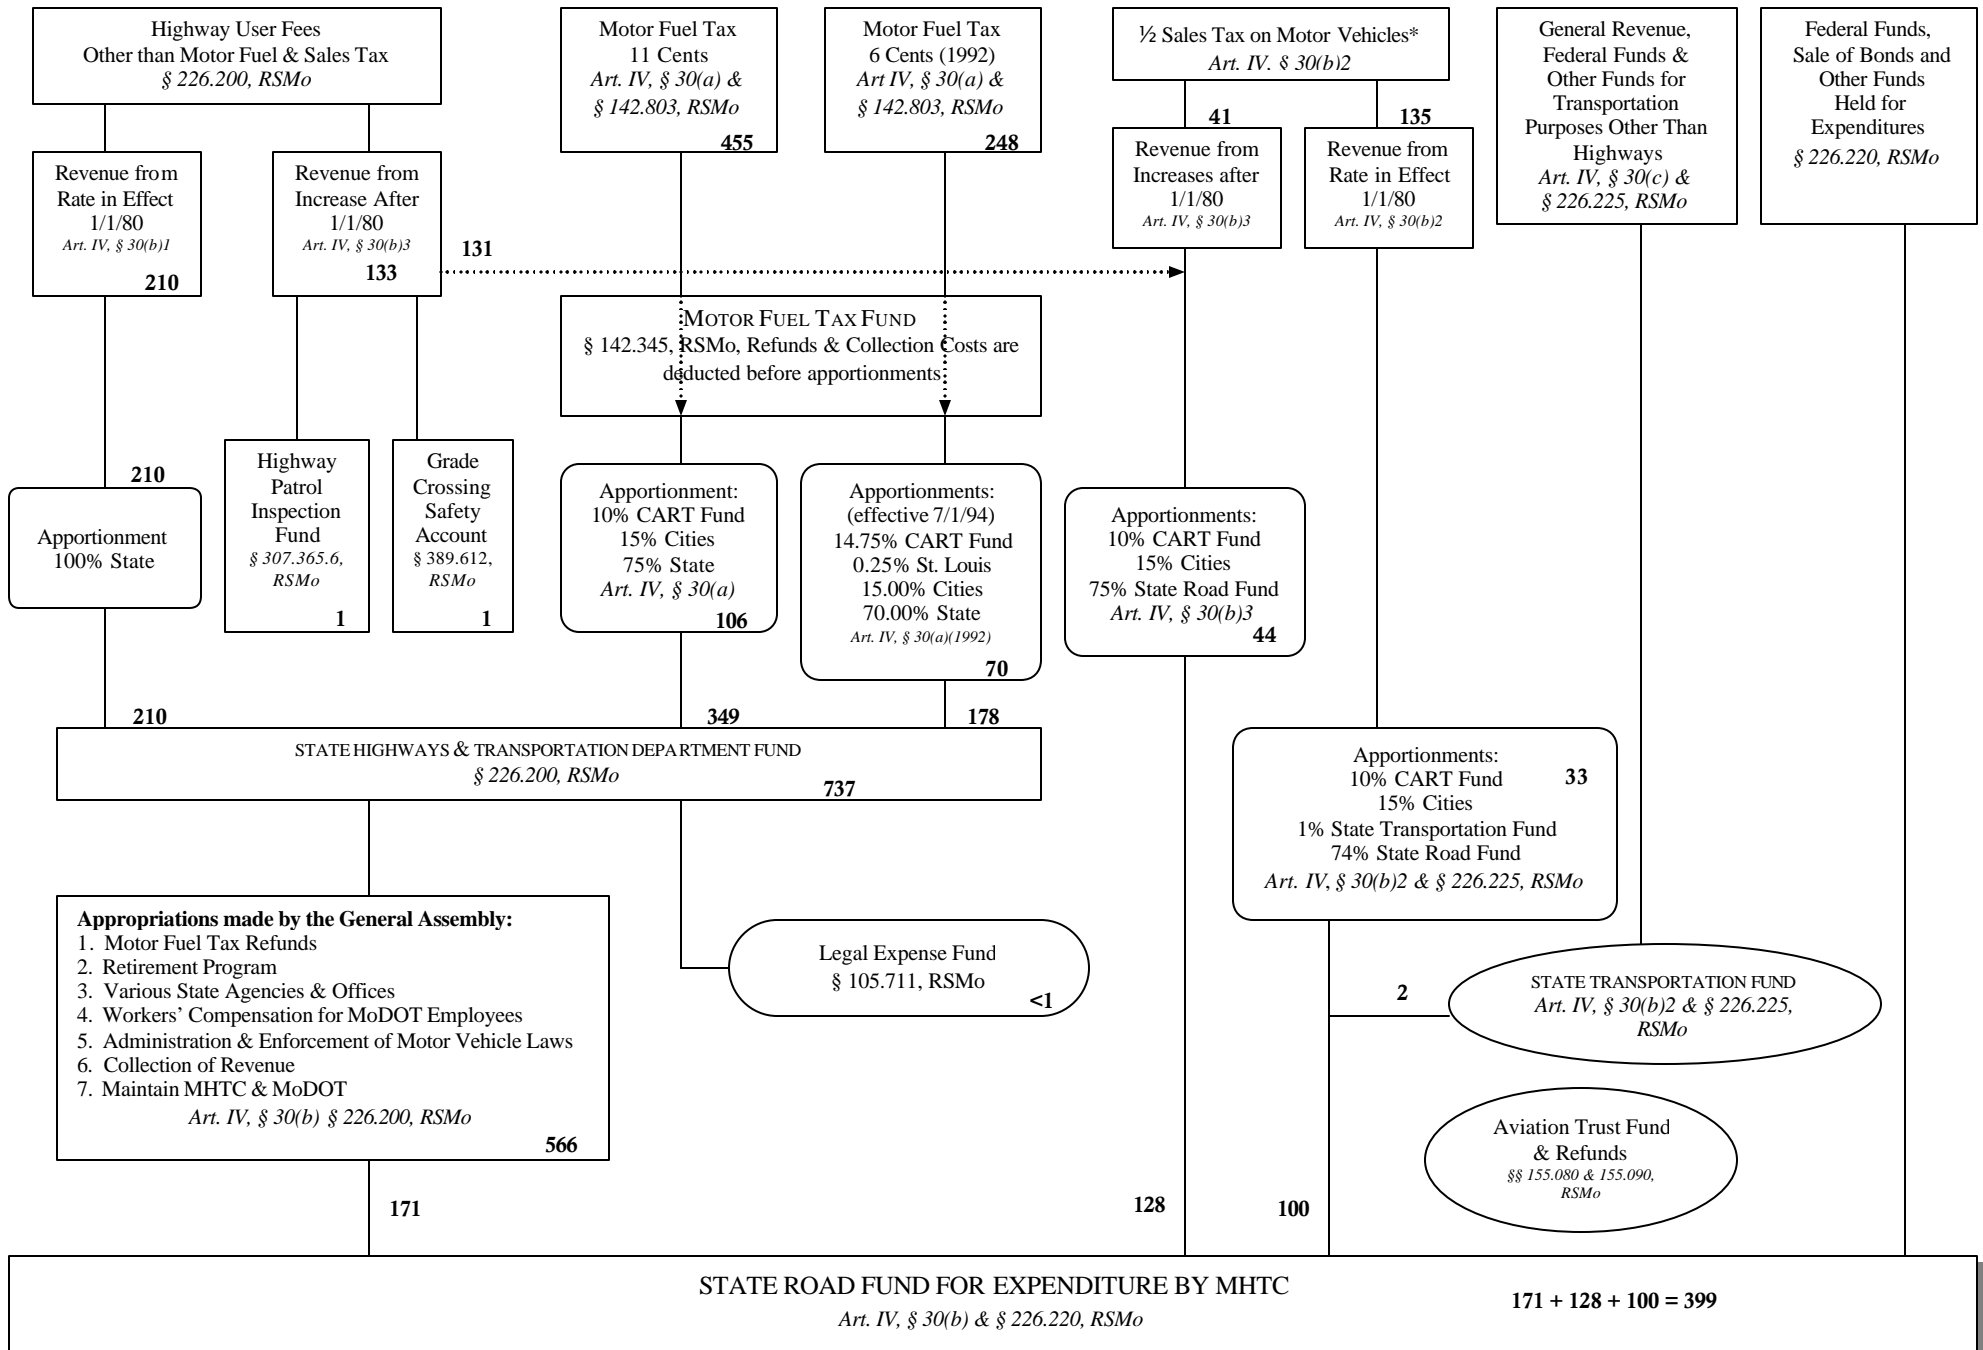 Highway User Fees
Other than Motor Fuel & Sales Tax
§ 226.200, RSMo
Motor Fuel Tax
11 Cents
Art. IV, § 30(a) &
§ 142.803, RSMo
455
Motor Fuel Tax
6 Cents (1992)
Art IV, § 30(a) &
§ 142.803, RSMo
248
½ Sales Tax on Motor Vehicles*
Art. IV. § 30(b)2
General Revenue,
Federal Funds &
Other Funds for
Transportation
Purposes Other Than
Highways
Art. IV, § 30(c) &
§ 226.225, RSMo
Federal Funds,
Sale of Bonds and
Other Funds
Held for
Expenditures
§ 226.220, RSMo
41
135
Revenue from
Rate in Effect
1/1/80
Art. IV, § 30(b)1
210
Revenue from
Increase After
1/1/80
Art. IV, § 30(b)3
133
131
Revenue from
Increases after
1/1/80
Art. IV, § 30(b)3
Revenue from
Rate in Effect
1/1/80
Art. IV, § 30(b)2
MOTOR FUEL TAX FUND
§ 142.345, RSMo, Refunds & Collection Costs are
deducted before apportionments
210
Apportionment
100% State
Highway
Patrol
Inspection
Fund
§ 307.365.6,
RSMo
1
Grade
Crossing
Safety
Account
§ 389.612,
RSMo
1
Apportionment:
10% CART Fund
15% Cities
75% State
Art. IV, § 30(a)
106
Apportionments:
(effective 7/1/94)
14.75% CART Fund
0.25% St. Louis
15.00% Cities
70.00% State
Art. IV, § 30(a)(1992)
70
Apportionments:
10% CART Fund
15% Cities
75% State Road Fund
Art. IV, § 30(b)3
44
210
349
178
STATE HIGHWAYS & TRANSPORTATION DEPARTMENT FUND
§ 226.200, RSMo
737
Apportionments:
10% CART Fund
33
15% Cities
1% State Transportation Fund
74% State Road Fund
Art. IV, § 30(b)2 & § 226.225, RSMo
Appropriations made by the General Assembly:
1. Motor Fuel Tax Refunds
2. Retirement Program
3. Various State Agencies & Offices
4. Workers' Compensation for MoDOT Employees
5. Administration & Enforcement of Motor Vehicle Laws
6. Collection of Revenue
7. Maintain MHTC & MoDOT
Art. IV, § 30(b) § 226.200, RSMo
566
Legal Expense Fund
§ 105.711, RSMo
<1
2
STATE TRANSPORTATION FUND
Art. IV, § 30(b)2 & § 226.225,
RSMo
Aviation Trust Fund
& Refunds
§§ 155.080 & 155.090,
RSMo
171
128
100
STATE ROAD FUND FOR EXPENDITURE BY MHTC
Art. IV, § 30(b) & § 226.220, RSMo
171 + 128 + 100 = 399